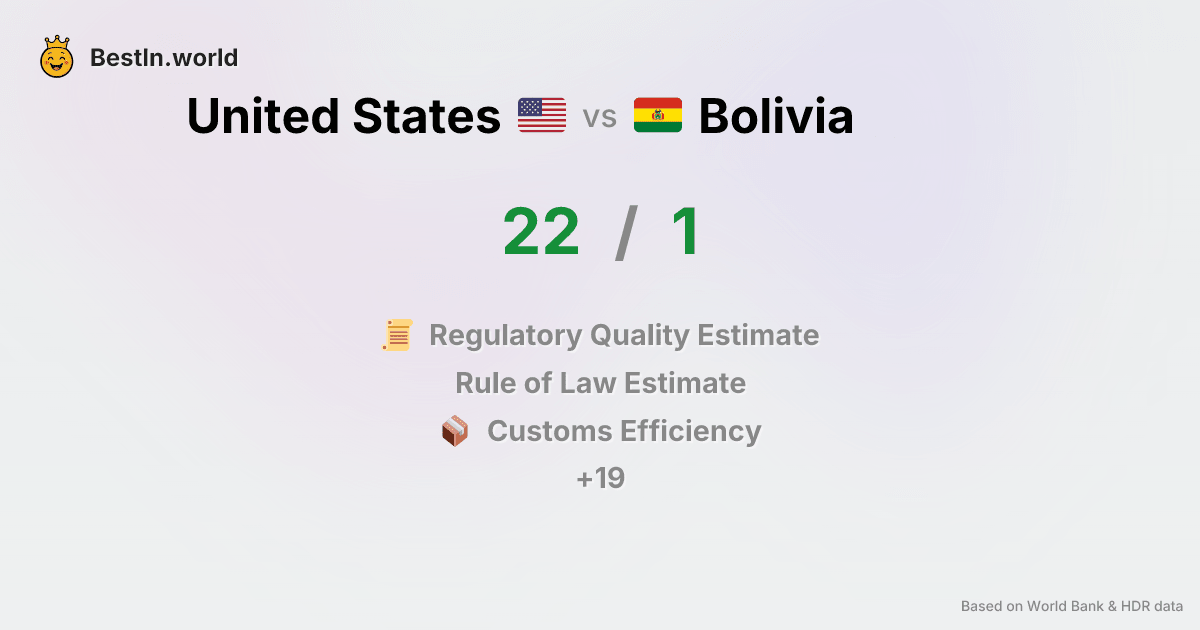 BestIn.world
United States vs Bolivia
22 / 1
Regulatory Quality Estimate
Rule of Law Estimate
Customs Efficiency
+19
Based on World Bank & HDR data